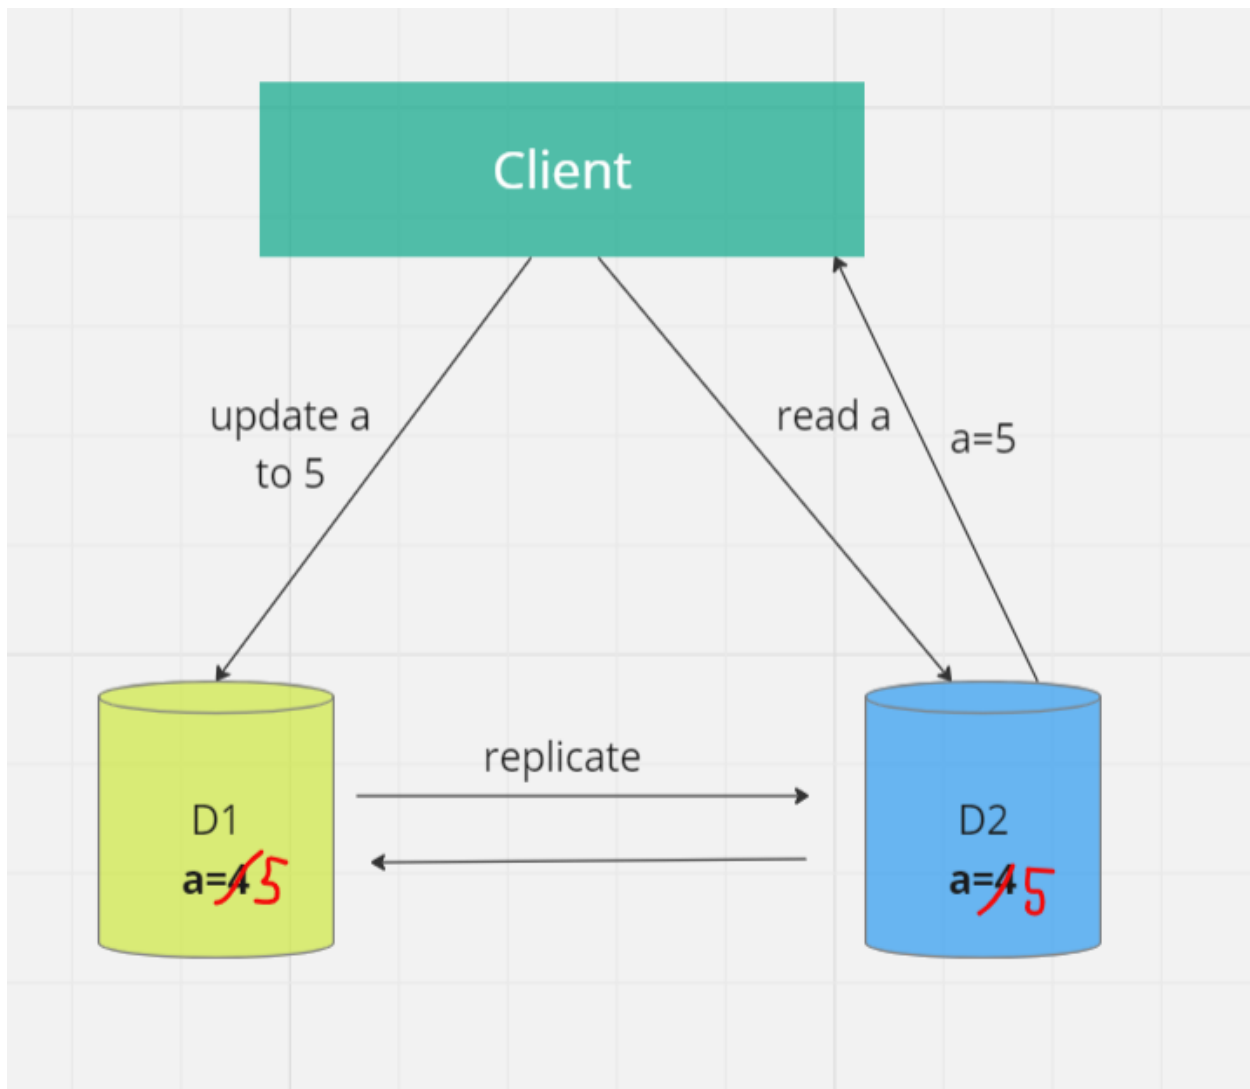 Client
update a
to 5
read a
a=5
replicate
D1
a=4 5
D2
a=4 5